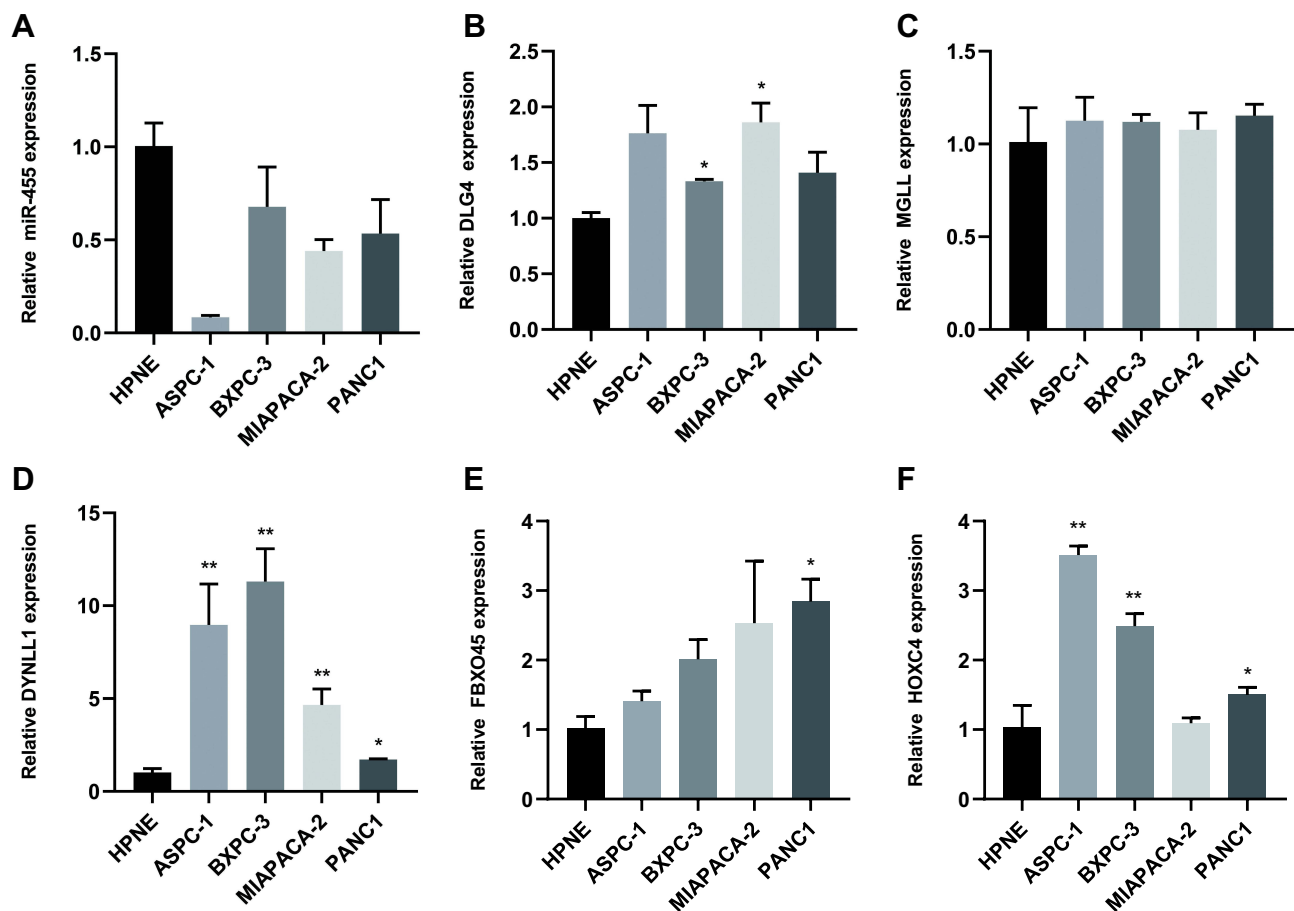 A
Relative miR-455 expression
1.5
1.0
0.5
0.0
HPNE
ASPC-1
BXPC-3
MIAPACA-2
PANC1
B
Relative DLG4 expression
2.5
2.0
1.5
1.0
0.5
0.0
*
*
HPNE
ASPC-1
BXPC-3
MIAPACA-2
PANC1
C
Relative MGLL expression
1.5
1.0
0.5
0.0
HPNE
ASPC-1
BXPC-3
MIAPACA-2
PANC1
D
Relative DYNLL1 expression
15
10
5
0
**
**
**
*
HPNE
ASPC-1
BXPC-3
MIAPACA-2
PANC1
E
Relative FBXO45 expression
4
3
2
1
0
*
HPNE
ASPC-1
BXPC-3
MIAPACA-2
PANC1
F
Relative HOXC4 expression
4
3
2
1
0
**
**
*
HPNE
ASPC-1
BXPC-3
MIAPACA-2
PANC1